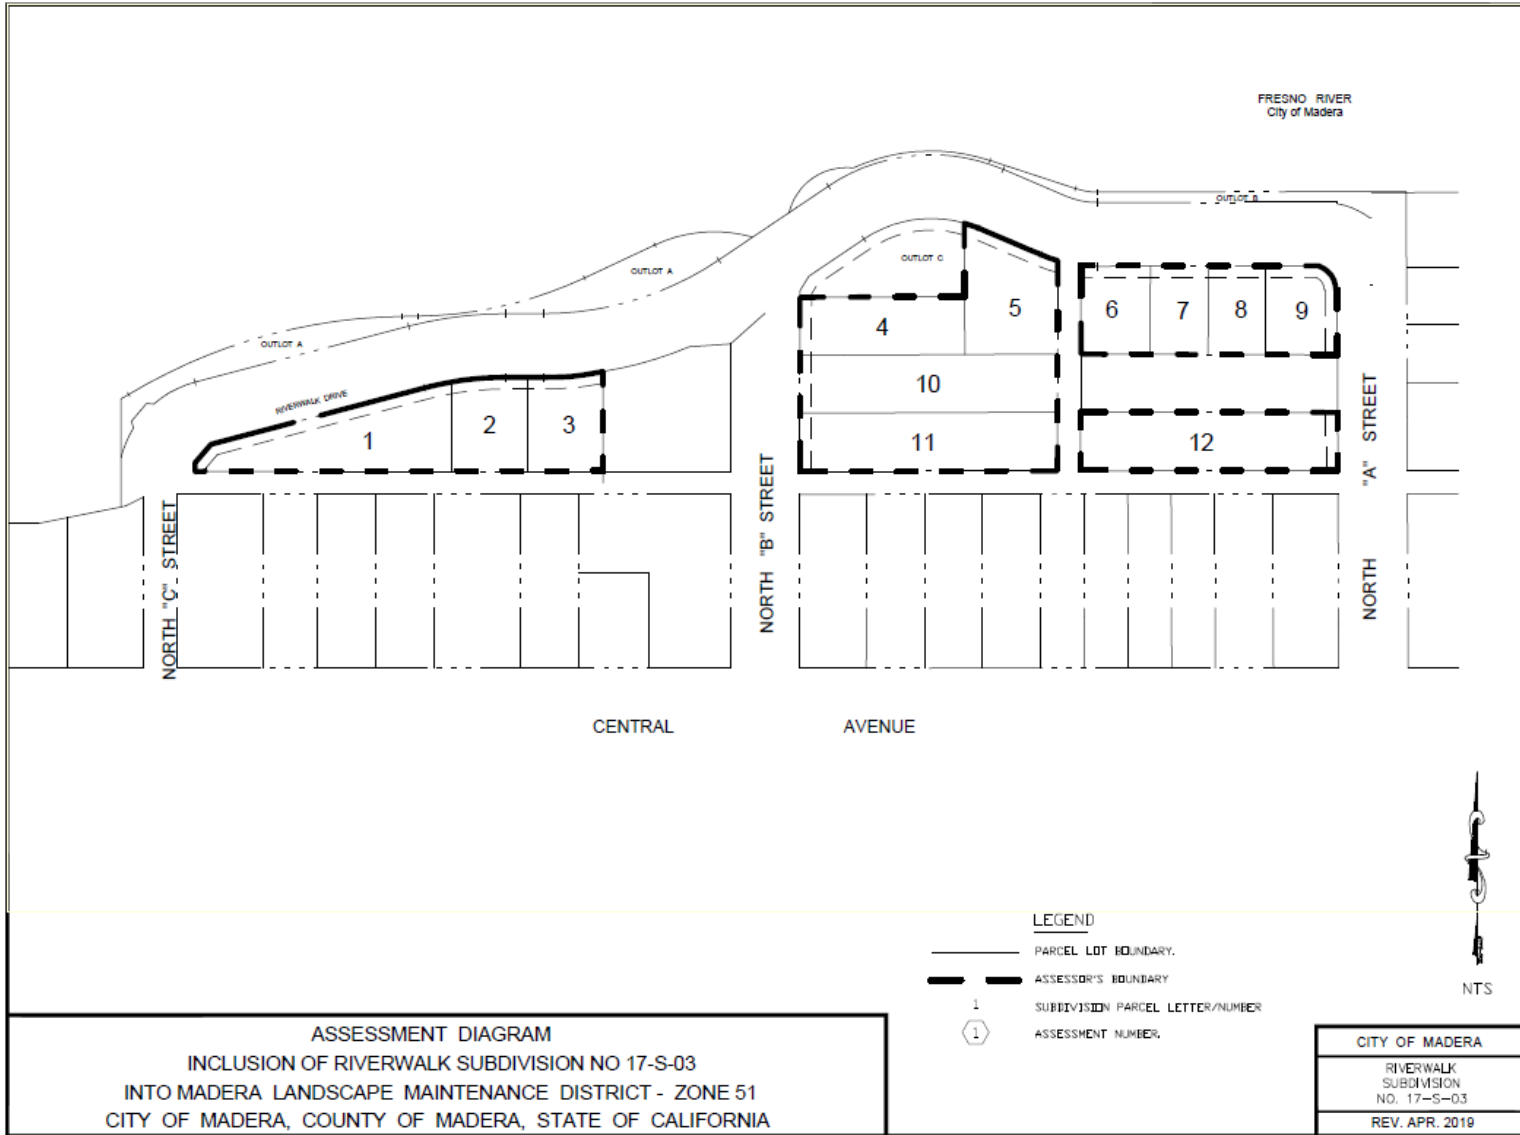 FRESNO RIVER
City of Madera
OUTLOT B
OUTLOT C
OUTLOT A
OUTLOT A
RIVERWALK DRIVE
1
2
3
4
5
6
7
8
9
10
11
12
NORTH "C" STREET
NORTH "B" STREET
NORTH "A" STREET
CENTRAL AVENUE
NTS
LEGEND
PARCEL LOT BOUNDARY.
ASSESSOR'S BOUNDARY
1 SUBDIVISION PARCEL LETTER/NUMBER
1 ASSESSMENT NUMBER.
ASSESSMENT DIAGRAM
INCLUSION OF RIVERWALK SUBDIVISION NO 17-S-03
INTO MADERA LANDSCAPE MAINTENANCE DISTRICT - ZONE 51
CITY OF MADERA, COUNTY OF MADERA, STATE OF CALIFORNIA
CITY OF MADERA
RIVERWALK
SUBDIVISION
NO. 17-S-03
REV. APR. 2019